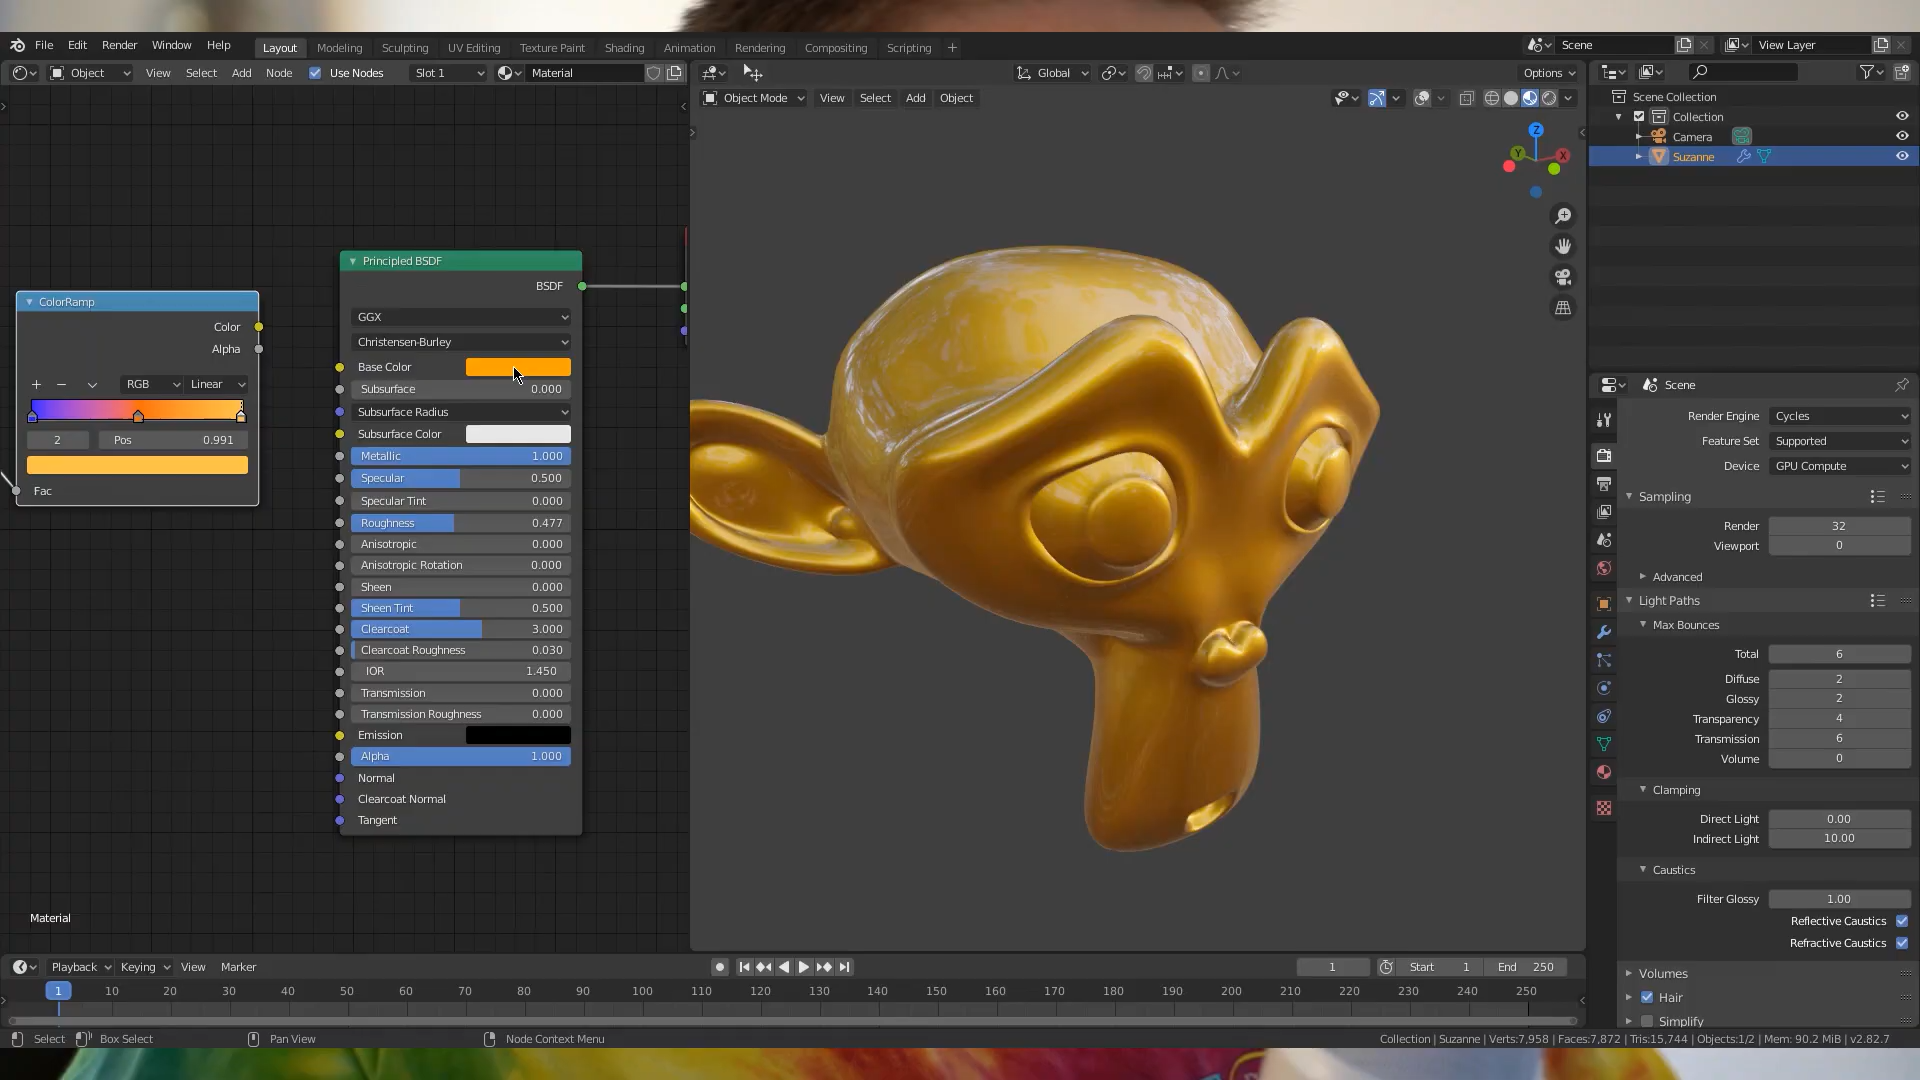 File Edit Render Window Help Layout Modeling Sculpting UV Editing Texture Paint Shading Animation Rendering Compositing Scripting + Scene View Layer
Object View Select Add Node Use Nodes Slot 1 Material Global Options
Object Mode View Select Add Object
Scene Collection
Collection
Camera
Suzanne
Z
Y
X
ColorRamp
Color
Alpha
+ − RGB Linear
2 Pos 0.991
Fac
Principled BSDF
BSDF
GGX
Christensen-Burley
Base Color
Subsurface 0.000
Subsurface Radius
Subsurface Color
Metallic 1.000
Specular 0.500
Specular Tint 0.000
Roughness 0.477
Anisotropic 0.000
Anisotropic Rotation 0.000
Sheen 0.000
Sheen Tint 0.500
Clearcoat 3.000
Clearcoat Roughness 0.030
IOR 1.450
Transmission 0.000
Transmission Roughness 0.000
Emission
Alpha 1.000
Normal
Clearcoat Normal
Tangent
Material
Scene
Render Engine Cycles
Feature Set Supported
Device GPU Compute
Sampling
Render 32
Viewport 0
Advanced
Light Paths
Max Bounces
Total 6
Diffuse 2
Glossy 2
Transparency 4
Transmission 6
Volume 0
Clamping
Direct Light 0.00
Indirect Light 10.00
Caustics
Filter Glossy 1.00
Reflective Caustics
Refractive Caustics
Volumes
Hair
Simplify
Playback Keying View Marker 1 Start 1 End 250
1 10 20 30 40 50 60 70 80 90 100 110 120 130 140 150 160 170 180 190 200 210 220 230 240 250
Select Box Select Pan View Node Context Menu Collection | Suzanne | Verts:7,958 | Faces:7,872 | Tris:15,744 | Objects:1/2 | Mem: 90.2 MiB | v2.82.7